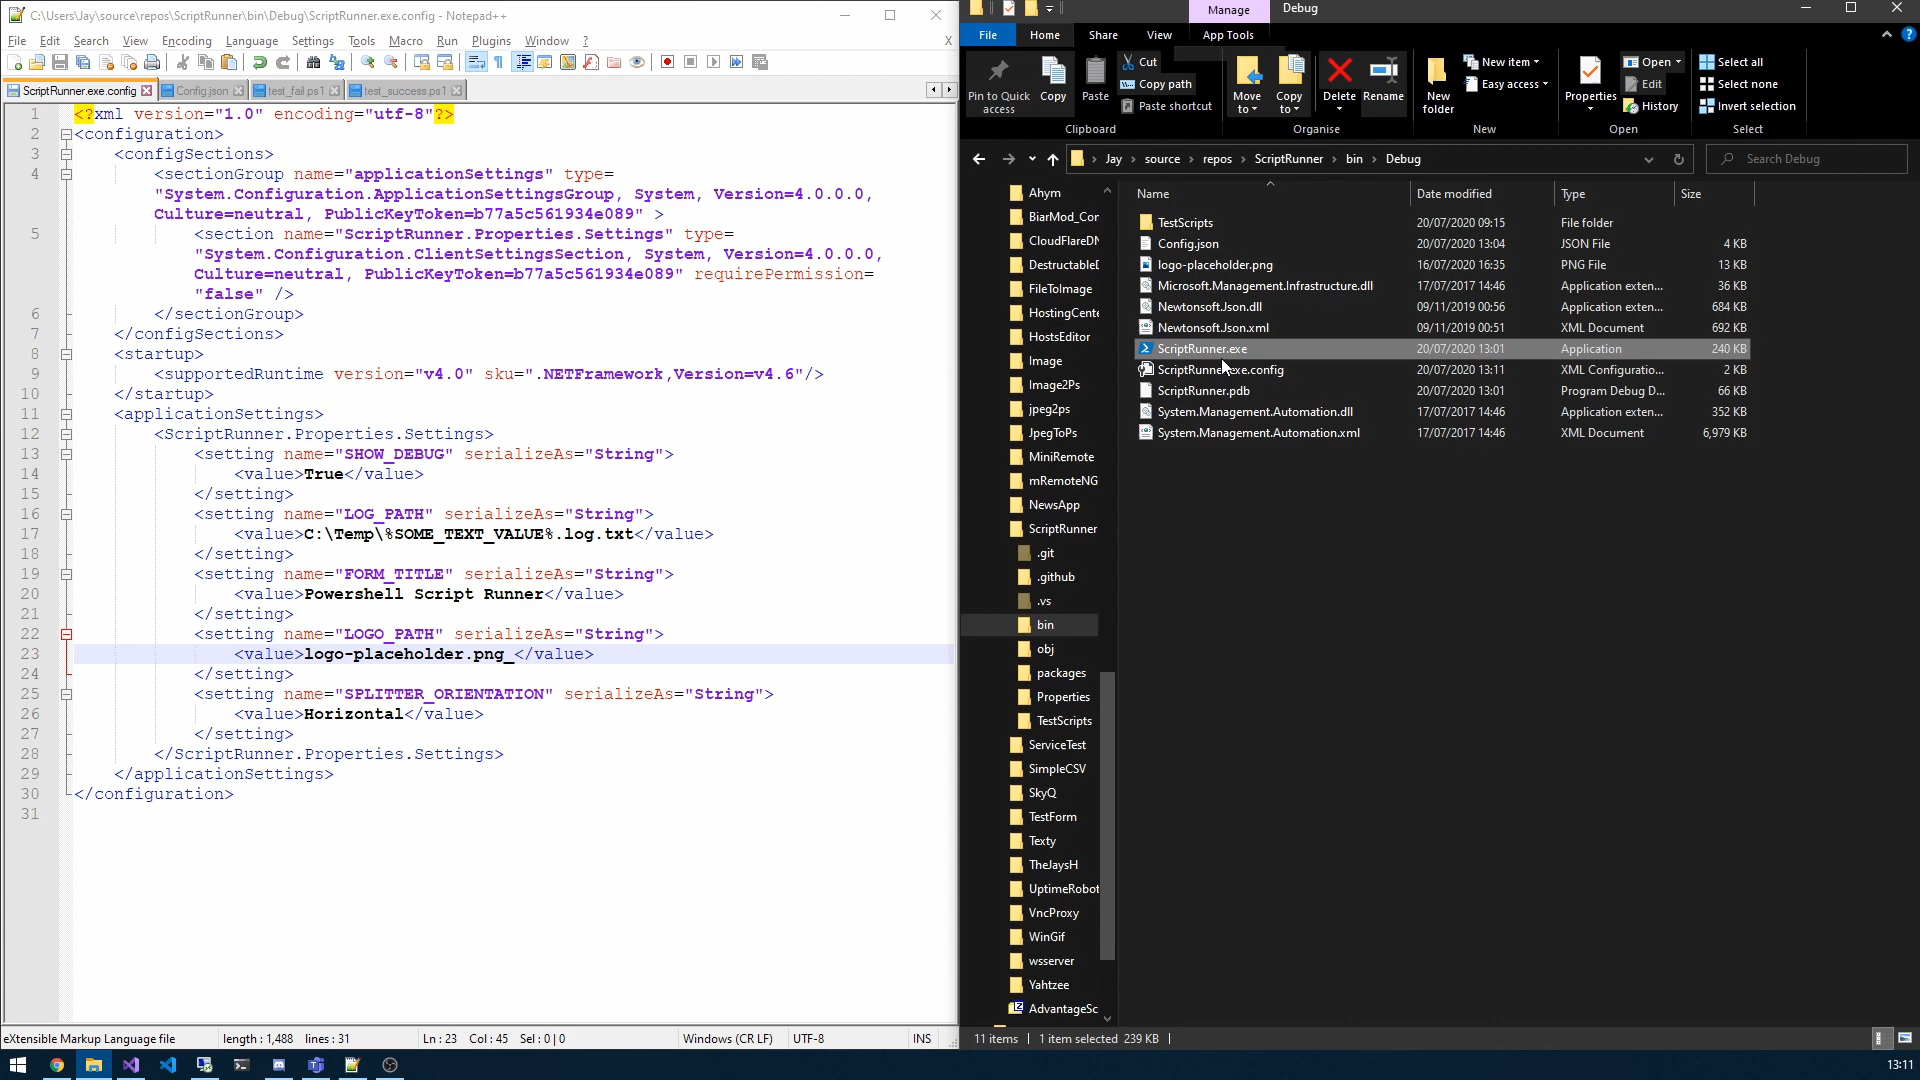 C:\Users\Jay\source\repos\ScriptRunner\bin\Debug\ScriptRunner.exe.config - Notepad++
File Edit Search View Encoding Language Settings Tools Macro Run Plugins Window ? X
ScriptRunner.exe.config Config.json test_fail.ps1 test_success.ps1
1 <?xml version="1.0" encoding="utf-8"?>
2 <configuration>
3 <configSections>
4 <sectionGroup name="applicationSettings" type=
"System.Configuration.ApplicationSettingsGroup, System, Version=4.0.0.0,
Culture=neutral, PublicKeyToken=b77a5c561934e089" >
5 <section name="ScriptRunner.Properties.Settings" type=
"System.Configuration.ClientSettingsSection, System, Version=4.0.0.0,
Culture=neutral, PublicKeyToken=b77a5c561934e089" requirePermission=
"false" />
6 </sectionGroup>
7 </configSections>
8 <startup>
9 <supportedRuntime version="v4.0" sku=".NETFramework,Version=v4.6"/>
10 </startup>
11 <applicationSettings>
12 <ScriptRunner.Properties.Settings>
13 <setting name="SHOW_DEBUG" serializeAs="String">
14 <value>True</value>
15 </setting>
16 <setting name="LOG_PATH" serializeAs="String">
17 <value>C:\Temp\%SOME_TEXT_VALUE%.log.txt</value>
18 </setting>
19 <setting name="FORM_TITLE" serializeAs="String">
20 <value>Powershell Script Runner</value>
21 </setting>
22 <setting name="LOGO_PATH" serializeAs="String">
23 <value>logo-placeholder.png_</value>
24 </setting>
25 <setting name="SPLITTER_ORIENTATION" serializeAs="String">
26 <value>Horizontal</value>
27 </setting>
28 </ScriptRunner.Properties.Settings>
29 </applicationSettings>
30 </configuration>
31
eXtensible Markup Language file length : 1,488 lines : 31 Ln : 23 Col : 45 Sel : 0 | 0 Windows (CR LF) UTF-8 INS
Manage Debug
File Home Share View App Tools
Pin to Quick access
Copy
Paste
Cut
Copy path
Paste shortcut
Clipboard
Move to
Copy to
Delete
Rename
Organise
New folder
New item
Easy access
New
Properties
Open
Edit
History
Open
Select all
Select none
Invert selection
Select
Jay source repos ScriptRunner bin Debug
Search Debug
Ahym
BiarMod_Cor
CloudFlareDN
DestructableD
FileToImage
HostingCente
HostsEditor
Image
Image2Ps
jpeg2ps
JpegToPs
MiniRemote
mRemoteNG
NewsApp
ScriptRunner
.git
.github
.vs
bin
obj
packages
Properties
TestScripts
ServiceTest
SimpleCSV
SkyQ
TestForm
Texty
TheJaysH
UptimeRobot
VncProxy
WinGif
wsserver
Yahtzee
AdvantageSc
Name Date modified Type Size
TestScripts 20/07/2020 09:15 File folder
Config.json 20/07/2020 13:04 JSON File 4 KB
logo-placeholder.png 16/07/2020 16:35 PNG File 13 KB
Microsoft.Management.Infrastructure.dll 17/07/2017 14:46 Application exten... 36 KB
Newtonsoft.Json.dll 09/11/2019 00:56 Application exten... 684 KB
Newtonsoft.Json.xml 09/11/2019 00:51 XML Document 692 KB
ScriptRunner.exe 20/07/2020 13:01 Application 240 KB
ScriptRunner.exe.config 20/07/2020 13:11 XML Configuratio... 2 KB
ScriptRunner.pdb 20/07/2020 13:01 Program Debug D... 66 KB
System.Management.Automation.dll 17/07/2017 14:46 Application exten... 352 KB
System.Management.Automation.xml 17/07/2017 14:46 XML Document 6,979 KB
11 items 1 item selected 239 KB
13:11